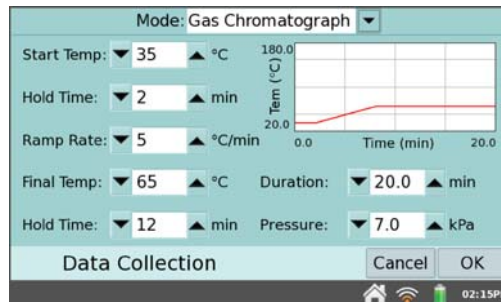 Mode: Gas Chromatograph
Start Temp: 35 °C
Hold Time: 2 min
Ramp Rate: 5 °C/min
Final Temp: 65 °C
Hold Time: 12 min
180.0
Tem (°C)
20.0
0.0 Time (min) 20.0
Duration: 20.0 min
Pressure: 7.0 kPa
Data Collection
Cancel OK
02:15P